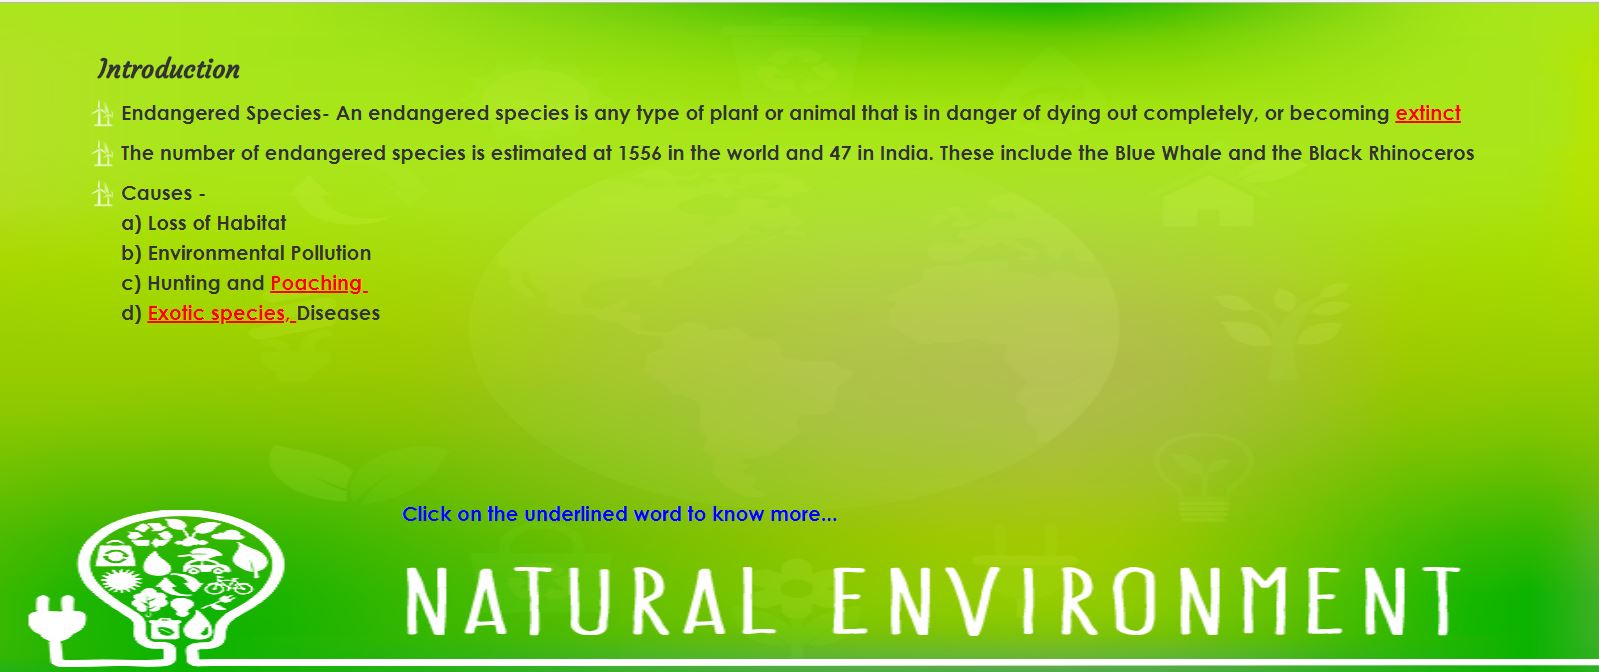 Introduction
Endangered Species- An endangered species is any type of plant or animal that is in danger of dying out completely, or becoming extinct
The number of endangered species is estimated at 1556 in the world and 47 in India. These include the Blue Whale and the Black Rhinoceros
Causes -
a) Loss of Habitat
b) Environmental Pollution
c) Hunting and Poaching
d) Exotic species, Diseases
Click on the underlined word to know more...
NATURAL ENVIRONMENT